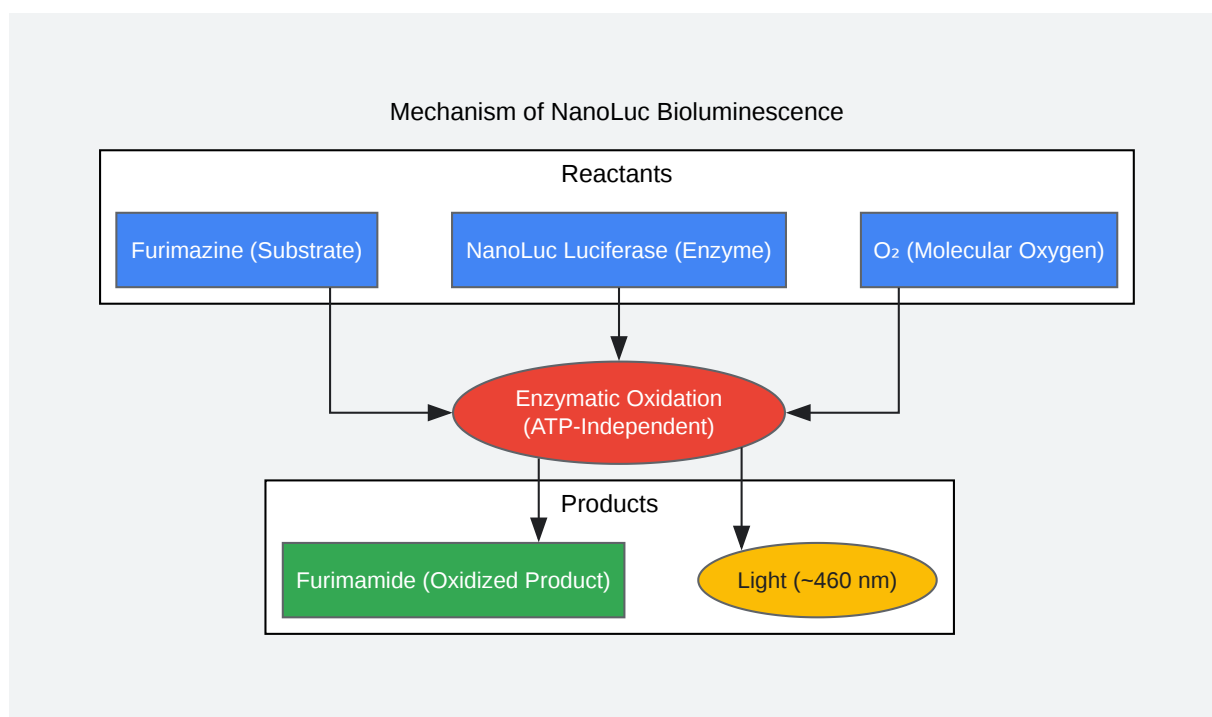 Mechanism of NanoLuc Bioluminescence
Reactants
Furimazine (Substrate)
NanoLuc Luciferase (Enzyme)
O₂ (Molecular Oxygen)
Enzymatic Oxidation
(ATP-Independent)
Products
Furimamide (Oxidized Product)
Light (~460 nm)